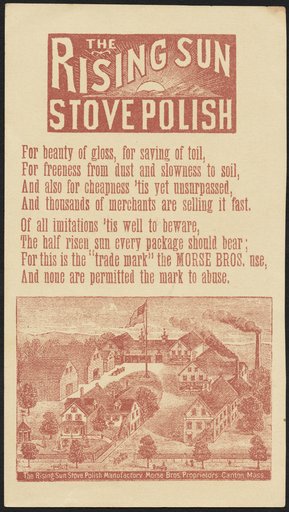 THE
RISING SUN
STOVE POLISH
For beauty of gloss, for saving of toil,
For freeness from dust and slowness to soil,
And also for cheapness 'tis yet unsurpassed,
And thousands of merchants are selling it fast.
Of all imitations 'tis well to beware,
The half risen sun every package should bear;
For this is the "trade mark" the MORSE BROS. use,
And none are permitted the mark to abuse.
The Rising Sun Stove Polish Manufactory. Morse Bros. Proprietors. Canton, Mass.